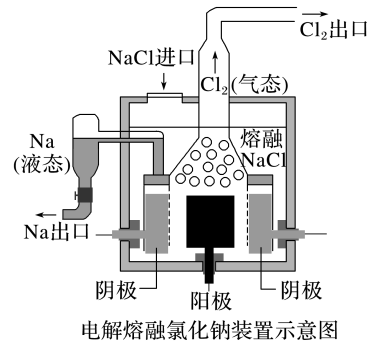 Cl₂出口
NaCl进口
Cl₂(气态)
Na
(液态)
熔融
NaCl
Na出口
阴极
阳极
阴极
电解熔融氯化钠装置示意图